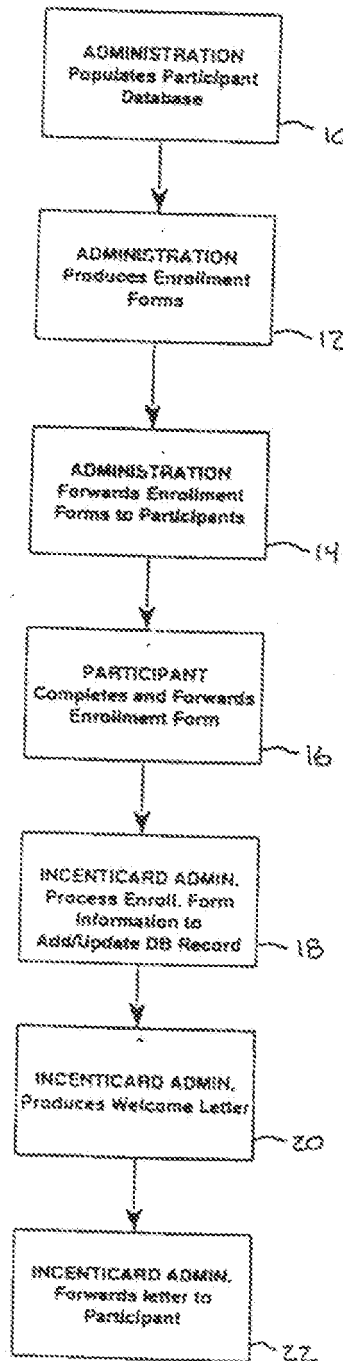 ADMINISTRATION
Populates Participant
Database
10
ADMINISTRATION
Produces Enrollment
Forms
12
ADMINISTRATION
Forwards Enrollment
Forms to Participants
14
PARTICIPANT
Completes and Forwards
Enrollment Form
16
INCENTICARD ADMIN.
Process Enroll. Form
Information to
Add/Update DB Record
18
INCENTICARD ADMIN.
Produces Welcome Letter
20
INCENTICARD ADMIN.
Forwards letter to
Participant
22